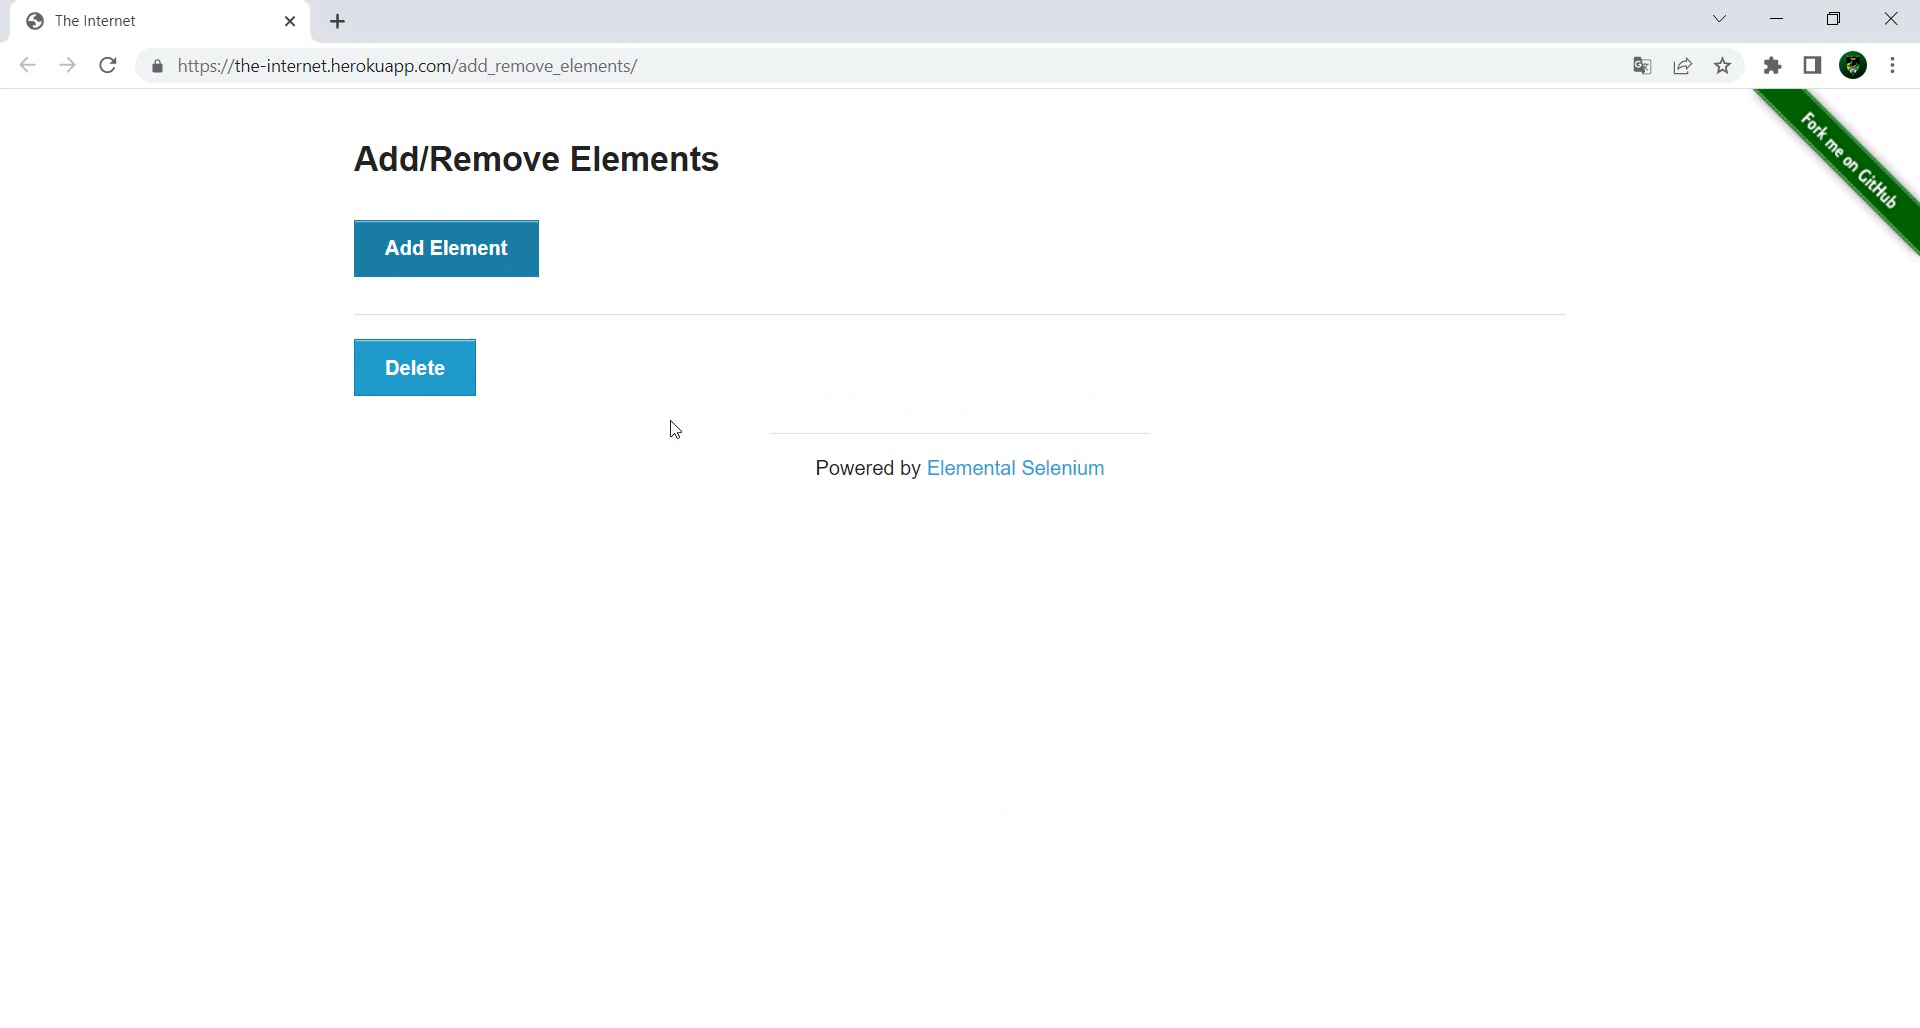 The Internet
https://the-internet.herokuapp.com/add_remove_elements/
Fork me on GitHub
Add/Remove Elements
Add Element
Delete
Powered by Elemental Selenium